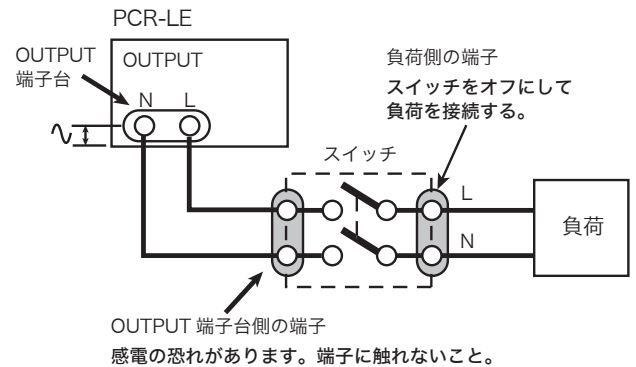 PCR-LE
OUTPUT
端子台
OUTPUT
N
L
負荷側の端子
スイッチをオフにして
負荷を接続する。
スイッチ
L
N
負荷
OUTPUT 端子台側の端子
感電の恐れがあります。端子に触れないこと。